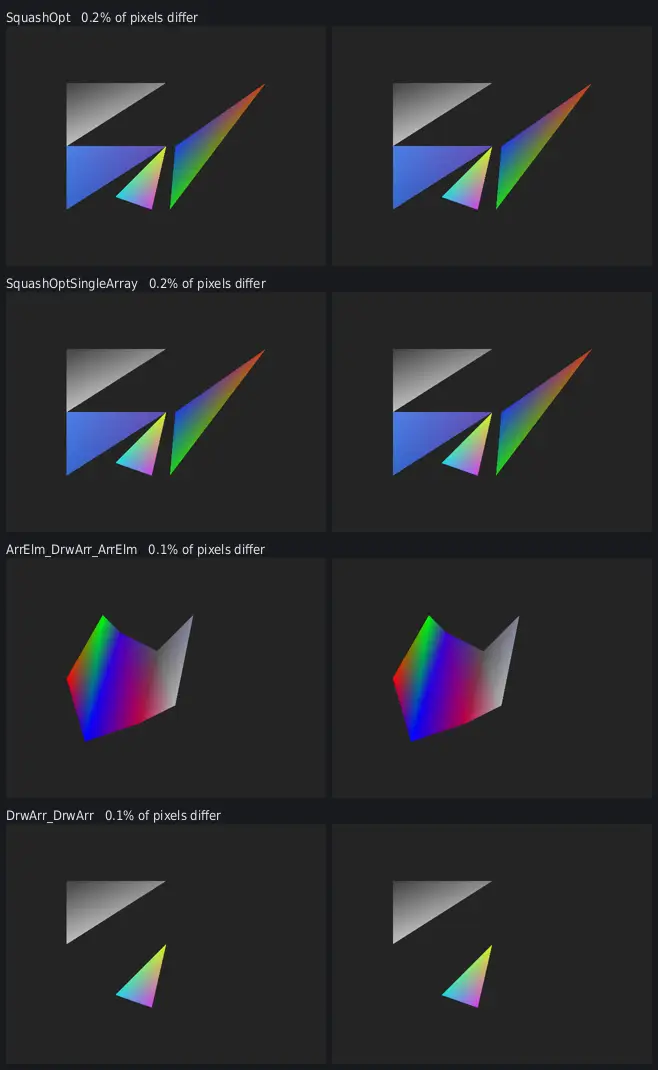 SquashOpt 0.2% of pixels differ
SquashOptSingleArray 0.2% of pixels differ
ArrElm_DrwArr_ArrElm 0.1% of pixels differ
DrwArr_DrwArr 0.1% of pixels differ